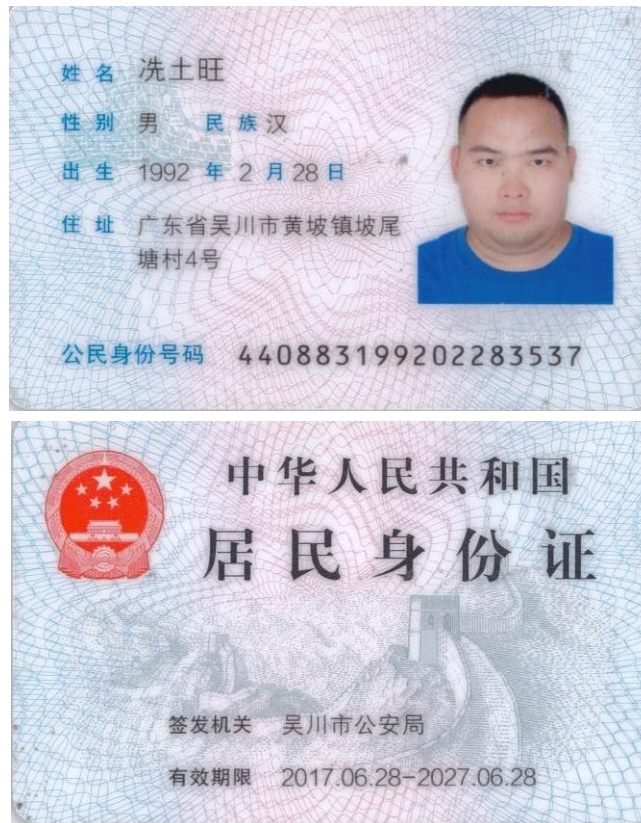 姓名 冼土旺
性别 男 民族 汉
出生 1992 年 2 月 28 日
住址 广东省吴川市黄坡镇坡尾
塘村4号
公民身份号码 440883199202283537
中华人民共和国
居民身份证
签发机关 吴川市公安局
有效期限 2017.06.28-2027.06.28